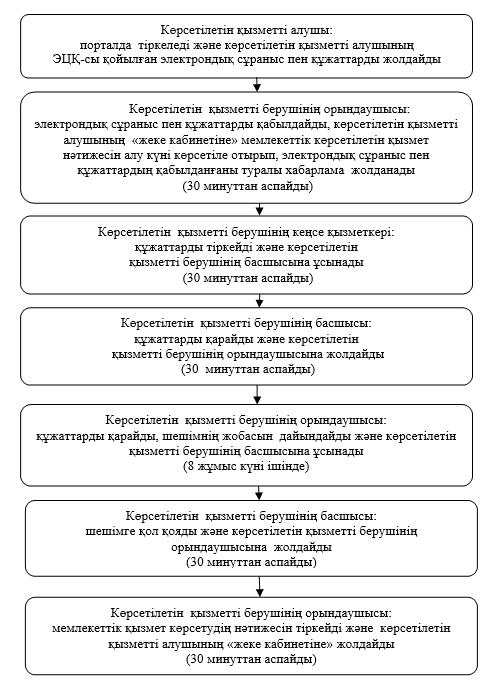 Көрсетілетін қызметті алушы:
порталда тіркеледі және көрсетілетін қызметті алушының
ЭЦҚ-сы қойылған электрондық сұраныс пен құжаттарды жолдайды
Көрсетілетін қызметті берушінің орындаушысы:
электрондық сұраныс пен құжаттарды қабылдайды, көрсетілетін қызметті
алушының «жеке кабинетіне» мемлекеттік көрсетілетін қызмет
нәтижесін алу күні көрсетіле отырып, электрондық сұраныс пен
құжаттардың қабылданғаны туралы хабарлама жолданады
(30 минуттан аспайды)
Көрсетілетін қызметті берушінің кеңсе қызметкері:
құжаттарды тіркейді және көрсетілетін
қызметті берушінің басшысына ұсынады
(30 минуттан аспайды)
Көрсетілетін қызметті берушінің басшысы:
құжаттарды қарайды және көрсетілетін
қызметті берушінің орындаушысына жолдайды
(30 минуттан аспайды)
Көрсетілетін қызметті берушінің орындаушысы:
құжаттарды қарайды, шешімнің жобасын дайындайды және көрсетілетін
қызметті берушінің басшысына ұсынады
(8 жұмыс күні ішінде)
Көрсетілетін қызметті берушінің басшысы:
шешімге қол қояды және көрсетілетін қызметті берушінің
орындаушысына жолдайды
(30 минуттан аспайды)
Көрсетілетін қызметті берушінің орындаушысы:
мемлекеттік қызмет көрсетудің нәтижесін тіркейді және көрсетілетін
қызметті алушының «жеке кабинетіне» жолдайды
(30 минуттан аспайды)